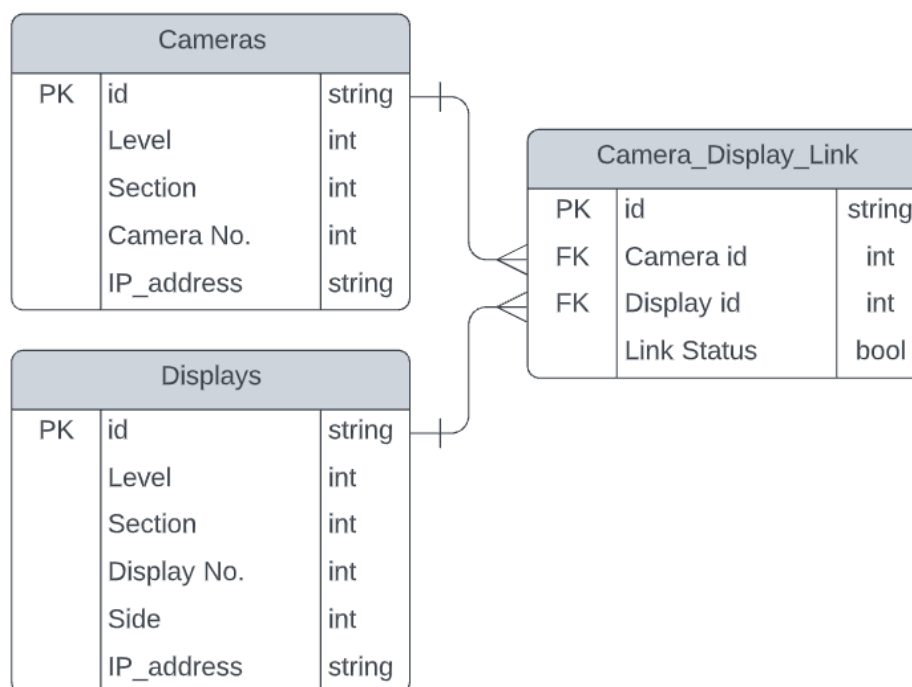 Cameras
PK id string
Level int
Section int
Camera No. int
IP_address string
Camera_Display_Link
PK id string
FK Camera id int
FK Display id int
Link Status bool
Displays
PK id string
Level int
Section int
Display No. int
Side int
IP_address string